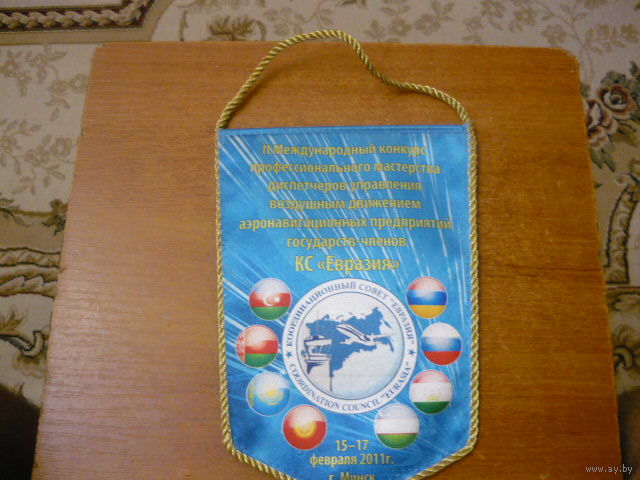 II Международный конкурс
профессионального мастерства
диспетчеров управления
воздушным движением
аэронавигационных предприятий
государств-членов
КС «Евразия»
КООРДИНАЦИОННЫЙ СОВЕТ "ЕВРАЗИЯ"
COORDINATION COUNCIL "EURASIA"
15–17
февраля 2011г.
г. Минск
www.ay.by